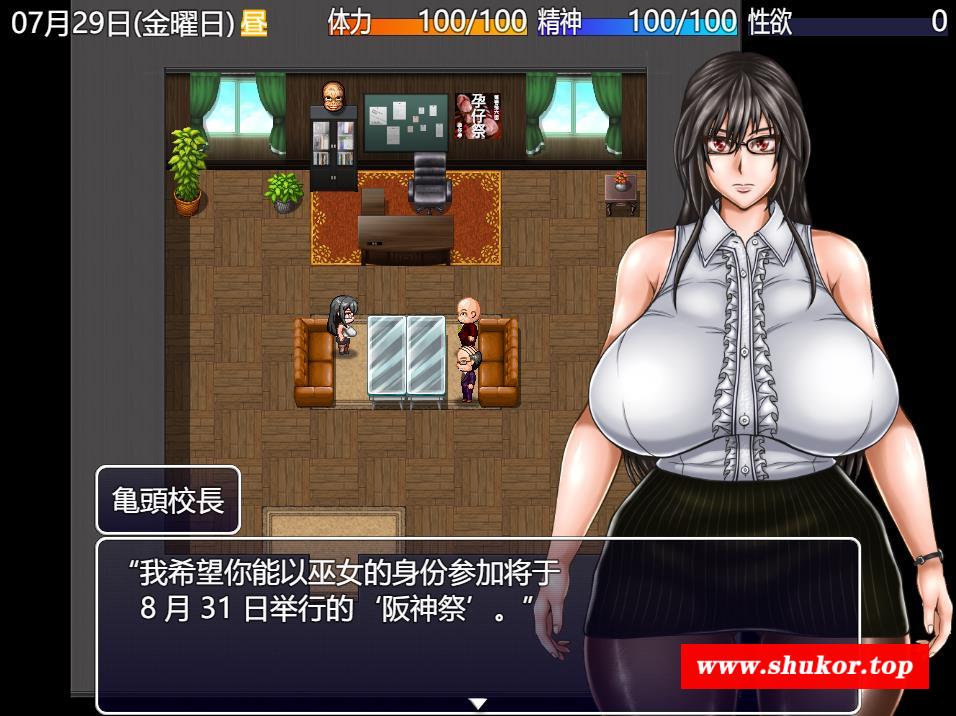 07月29日(金曜日) 昼 体力 100/100 精神 100/100 性欲 0
孕仔祭
亀頭校長
“我希望你能以巫女的身份参加将于
8 月 31 日举行的‘阪神祭’。”
www.shukor.top